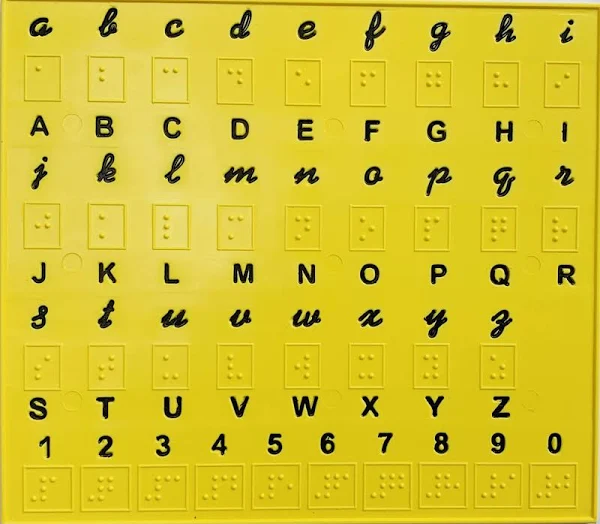 a b c d e f g h i
⠁ ⠃ ⠉ ⠙ ⠑ ⠋ ⠛ ⠓ ⠊
A B C D E F G H I
j k l m n o p q r
⠚ ⠅ ⠇ ⠍ ⠝ ⠕ ⠏ ⠟ ⠗
J K L M N O P Q R
s t u v w x y z
⠎ ⠞ ⠥ ⠧ ⠺ ⠭ ⠽ ⠵
S T U V W X Y Z
1 2 3 4 5 6 7 8 9 0
⠼⠁ ⠼⠃ ⠼⠉ ⠼⠙ ⠼⠑ ⠼⠋ ⠼⠛ ⠼⠓ ⠼⠊ ⠼⠚